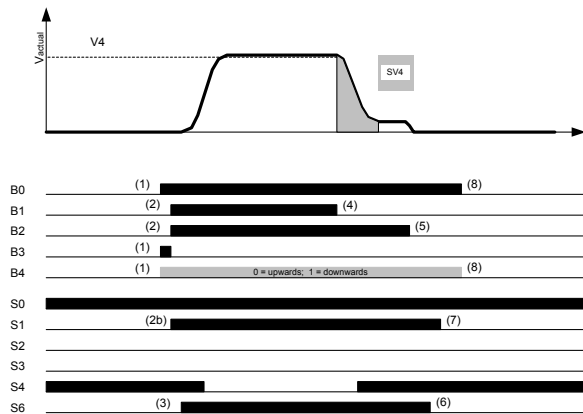 Vactual
V4
SV4
B0 (1) (8)
B1 (2) (4)
B2 (2) (5)
B3 (1)
B4 (1) 0 = upwards; 1 = downwards (8)
S0
S1 (2b) (7)
S2
S3
S4
S6 (3) (6)